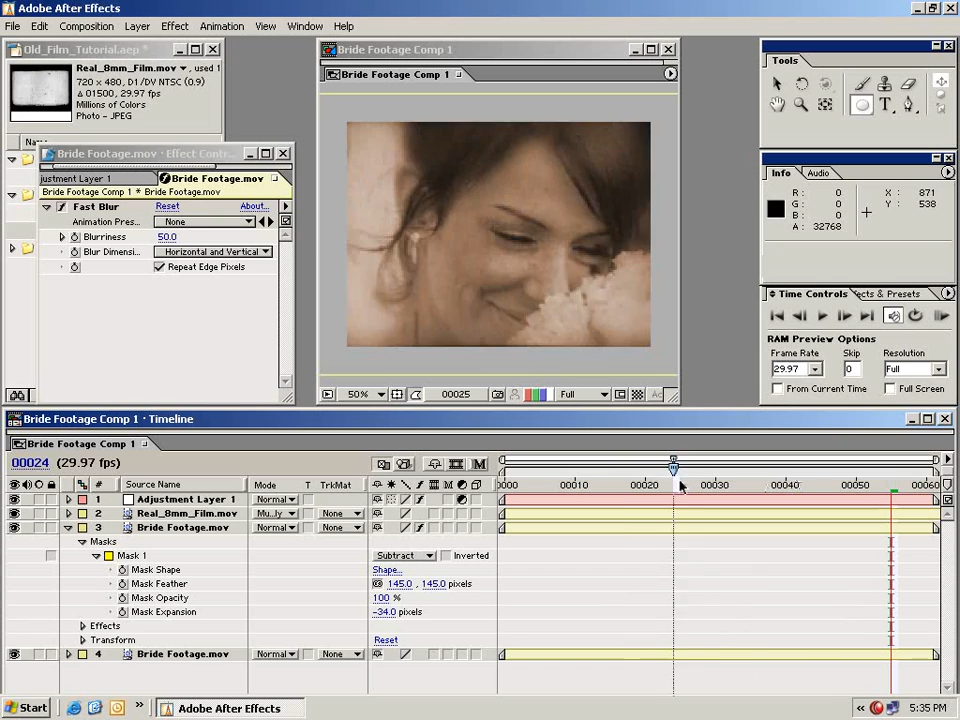 Adobe After Effects
File Edit Composition Layer Effect Animation View Window Help
Old_Film_Tutorial.aep *
Real_8mm_Film.mov ▾, used 1
720 x 480, D1/DV NTSC (0.9)
Δ 01500, 29.97 fps
Millions of Colors
Photo - JPEG
Name
Bride Footage.mov · Effect Contr...
justment Layer 1 Bride Footage.mov
Bride Footage Comp 1 * Bride Footage.mov
Fast Blur Reset About...
Animation Pres... None
Blurriness 50.0
Blur Dimensi... Horizontal and Vertical
Repeat Edge Pixels
Bride Footage Comp 1
Bride Footage Comp 1
50% 00025 Full
Tools
Info Audio
R: 0 X: 871
G: 0 Y: 538
B: 0
A: 32768
Time Controls ects & Presets
RAM Preview Options
Frame Rate Skip Resolution
29.97 0 Full
From Current Time Full Screen
Bride Footage Comp 1 · Timeline
Bride Footage Comp 1
00024 (29.97 fps)
# Source Name Mode T TrkMat
0000 00010 00020 00030 00040 00050 00060
1 Adjustment Layer 1 Normal
2 Real_8mm_Film.mov Mu...ly None
3 Bride Footage.mov Normal None
Masks
Mask 1 Subtract Inverted
Mask Shape Shape...
Mask Feather 145.0 , 145.0 pixels
Mask Opacity 100 %
Mask Expansion -34.0 pixels
Effects
Transform Reset
4 Bride Footage.mov Normal None
Start » Adobe After Effects « 5:35 PM